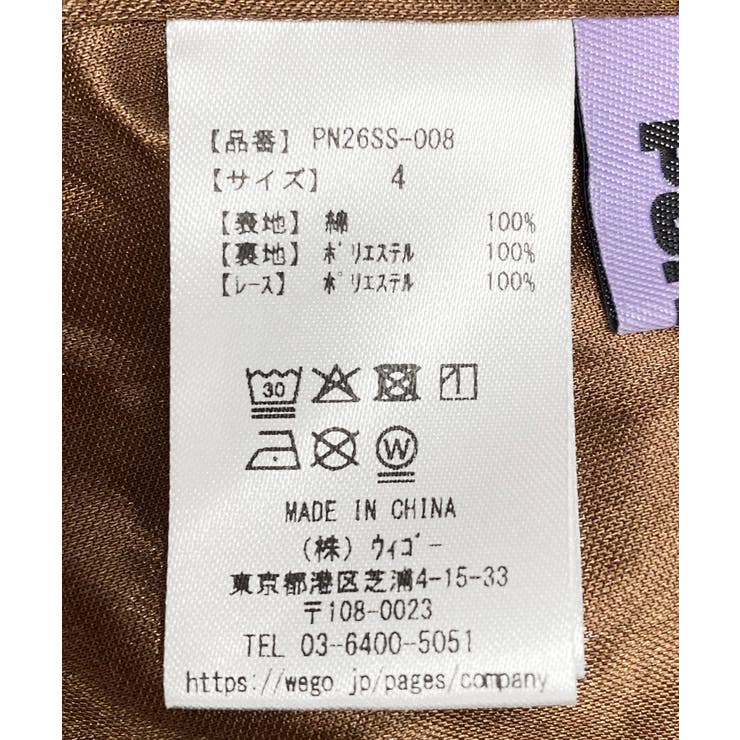 【品番】 PN26SS-008
【サイズ】 4
【表地】 綿 100%
【裏地】 ポリエステル 100%
【レース】 ポリエステル 100%
30
W
MADE IN CHINA
(株) ウィゴー
東京都港区芝浦4-15-33
〒108-0023
TEL 03-6400-5051
https://wego.jp/pages/company